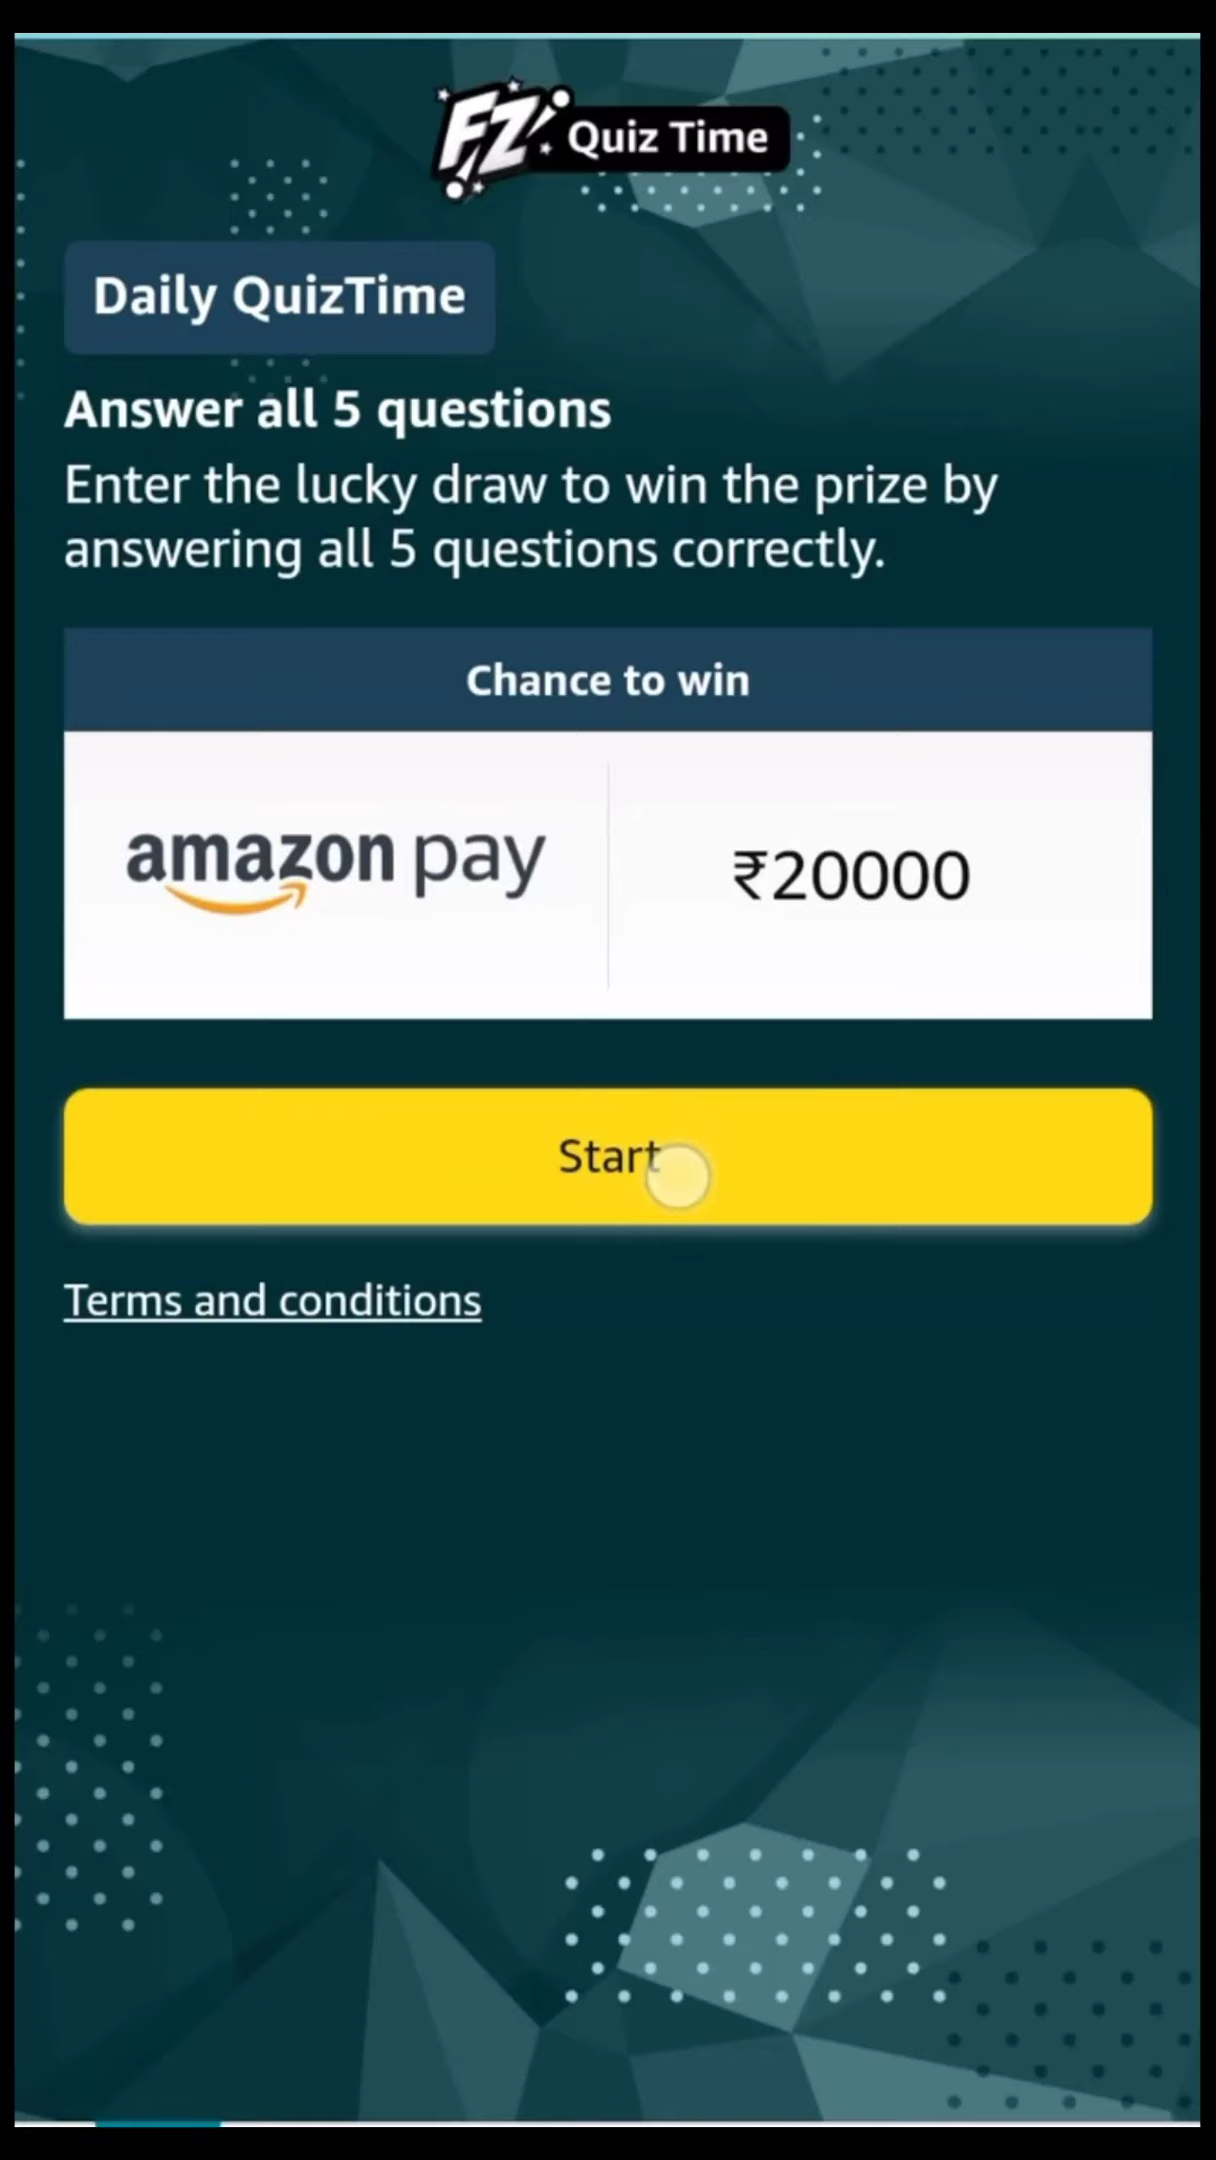 FZ Quiz Time
Daily QuizTime
Answer all 5 questions
Enter the lucky draw to win the prize by
answering all 5 questions correctly.
Chance to win
amazon pay ₹20000
Start
Terms and conditions